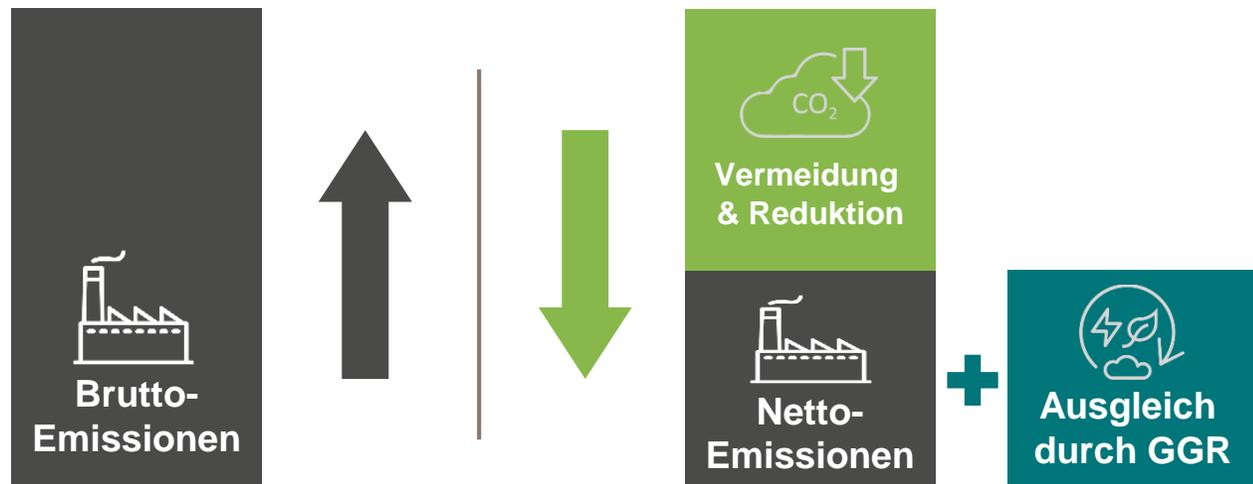 Brutto-
Emissionen
CO₂
Vermeidung
& Reduktion
Netto-
Emissionen
Ausgleich
durch GGR